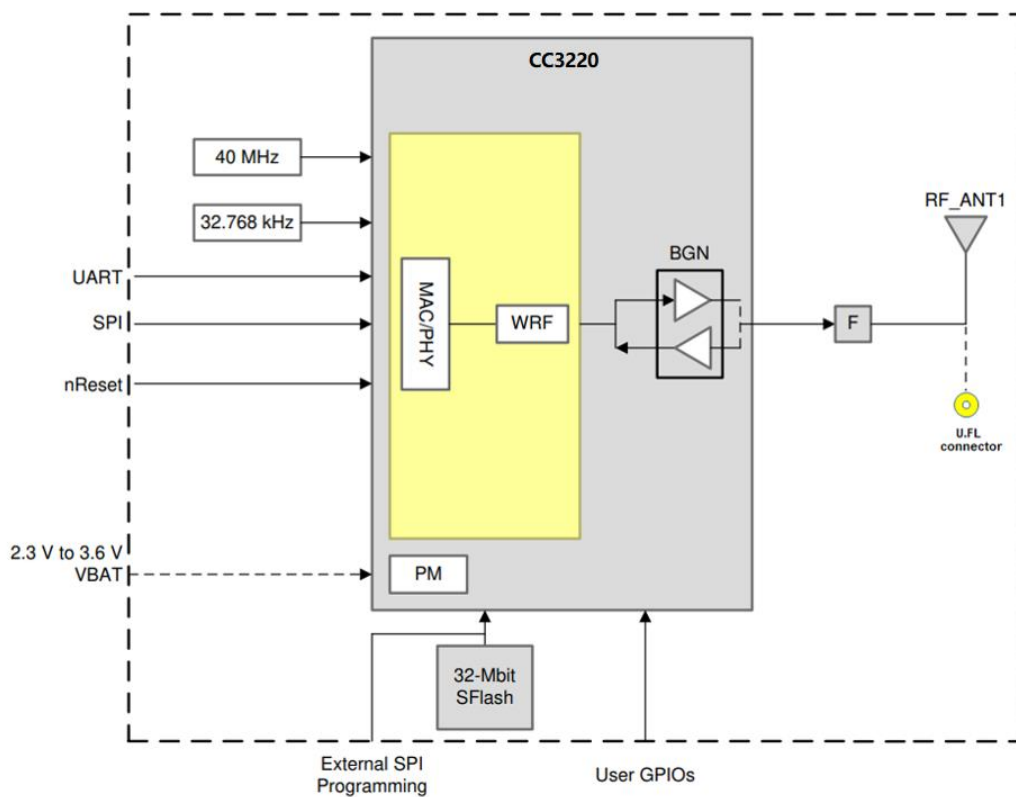 CC3220
40 MHz
32.768 kHz
RF_ANT1
BGN
UART
MAC/PHY
SPI
WRF
F
nReset
U.FL
connector
2.3 V to 3.6 V
VBAT
PM
32-Mbit
SFlash
External SPI
Programming
User GPIOs